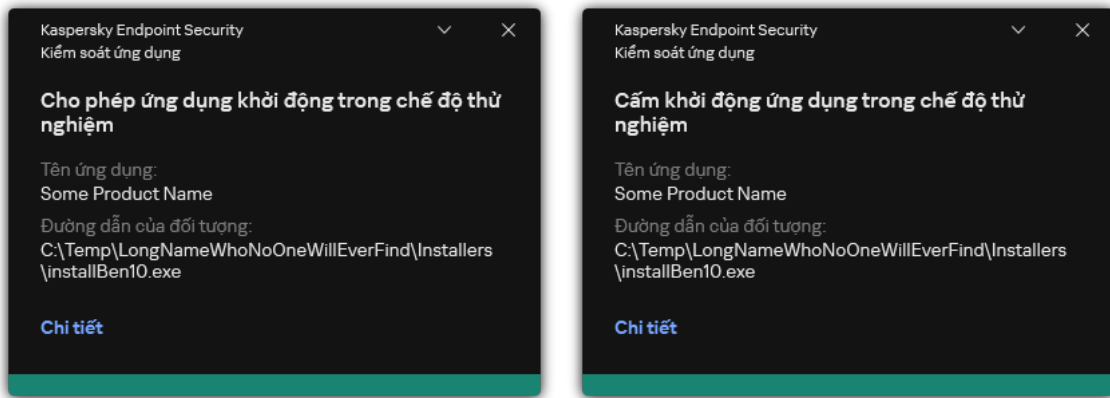 Kaspersky Endpoint Security
Kiểm soát ứng dụng
Cho phép ứng dụng khởi động trong chế độ thử
nghiệm
Tên ứng dụng:
Some Product Name
Đường dẫn của đối tượng:
C:\Temp\LongNameWhoNoOneWillEverFind\Installers
\installBen10.exe
Chi tiết
Kaspersky Endpoint Security
Kiểm soát ứng dụng
Cấm khởi động ứng dụng trong chế độ thử
nghiệm
Tên ứng dụng:
Some Product Name
Đường dẫn của đối tượng:
C:\Temp\LongNameWhoNoOneWillEverFind\Installers
\installBen10.exe
Chi tiết